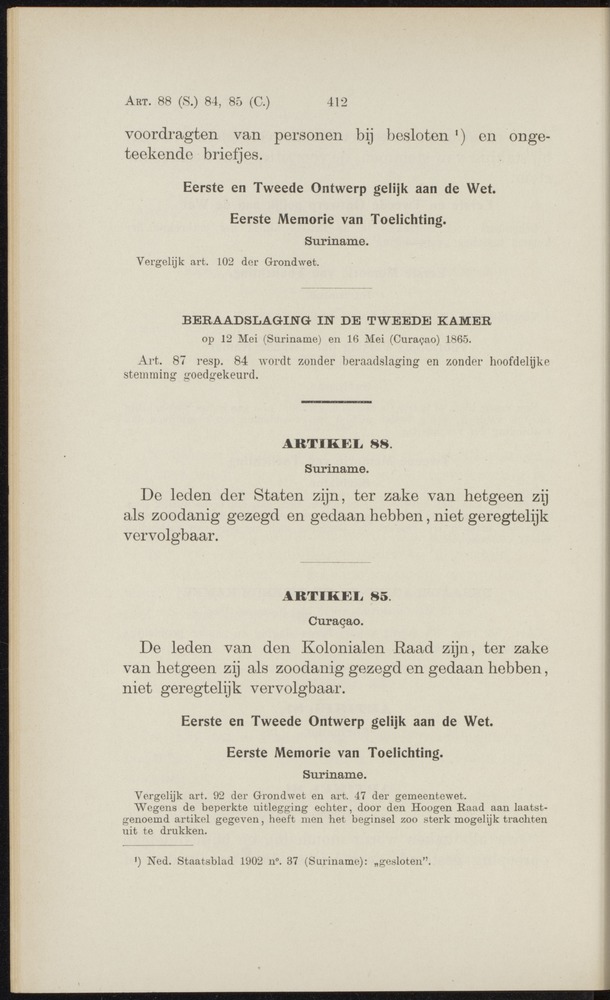 ART. 88 (S.) 84, 85 (C.) 412
voordragten van personen bij besloten ¹) en onge-
teekende briefjes.
Eerste en Tweede Ontwerp gelijk aan de Wet.
Eerste Memorie van Toelichting.
Suriname.
Vergelijk art. 102 der Grondwet.
BERAADSLAGING IN DE TWEEDE KAMER
op 12 Mei (Suriname) en 16 Mei (Curaçao) 1865.
Art. 87 resp. 84 wordt zonder beraadslaging en zonder hoofdelijke
stemming goedgekeurd.
ARTIKEL 88.
Suriname.
De leden der Staten zijn, ter zake van hetgeen zij
als zoodanig gezegd en gedaan hebben, niet geregtelijk
vervolgbaar.
ARTIKEL 85.
Curaçao.
De leden van den Kolonialen Raad zijn, ter zake
van hetgeen zij als zoodanig gezegd en gedaan hebben,
niet geregtelijk vervolgbaar.
Eerste en Tweede Ontwerp gelijk aan de Wet.
Eerste Memorie van Toelichting.
Suriname.
Vergelijk art. 92 der Grondwet en art. 47 der gemeentewet.
Wegens de beperkte uitlegging echter, door den Hoogen Raad aan laatst-
genoemd artikel gegeven, heeft men het beginsel zoo sterk mogelijk trachten
uit te drukken.
¹) Ned. Staatsblad 1902 n°. 37 (Suriname): „gesloten”.